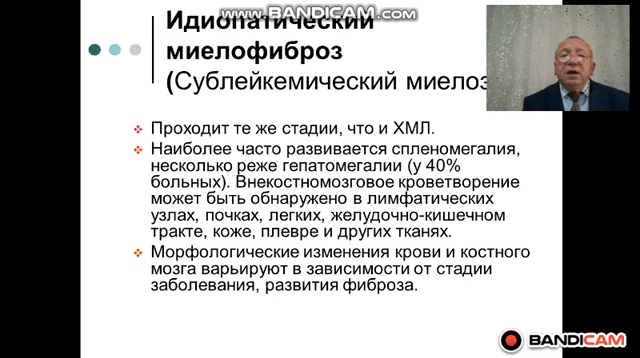 www.BANDICAM.com
Идиопатический
миелофиброз
(Сублейкемический миелоз
Проходит те же стадии, что и ХМЛ.
Наиболее часто развивается спленомегалия,
несколько реже гепатомегалии (у 40%
больных). Внекостномозговое кроветворение
может быть обнаружено в лимфатических
узлах, почках, легких, желудочно-кишечном
тракте, коже, плевре и других тканях.
Морфологические изменения крови и костного
мозга варьируют в зависимости от стадии
заболевания, развития фиброза.
BANDICAM